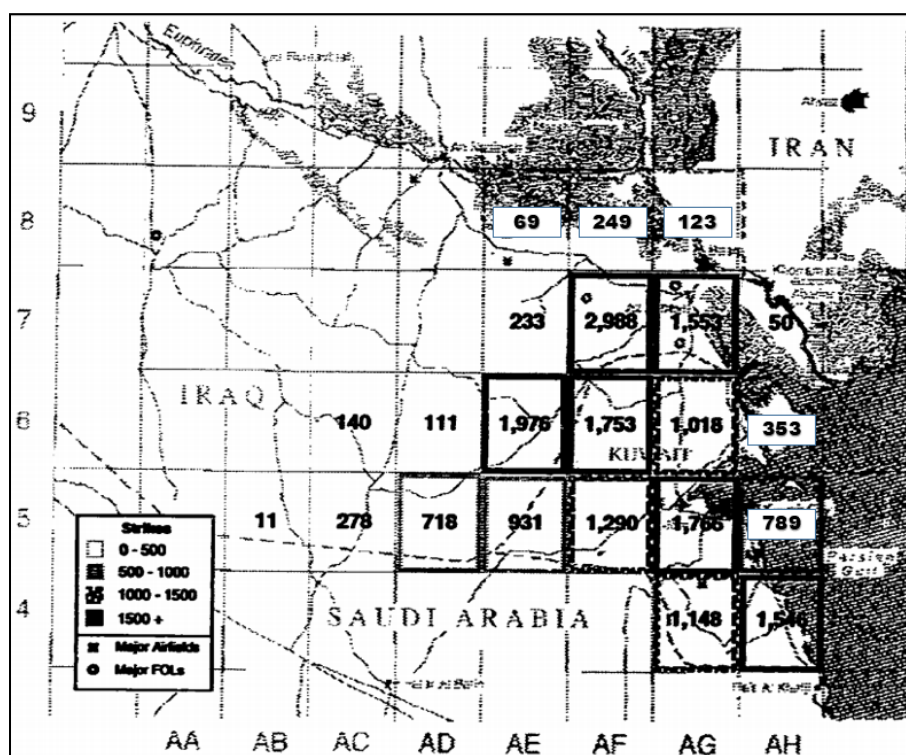 Euphrates
9
IRAN
8
69 249 123
7
233 2,988 1,553 50
IRAQ
6
140 111 1,976 1,753 1,018 353
KUWAIT
5
11 278 718 931 1,290 1,766 789
Strikes
0 - 500
500 - 1000
1000 - 1500
1500 +
Major Airfields
Major FOLs
Persian
Gulf
4
SAUDI ARABIA
1,148 1,546
AA AB AC AD AE AF AG AH